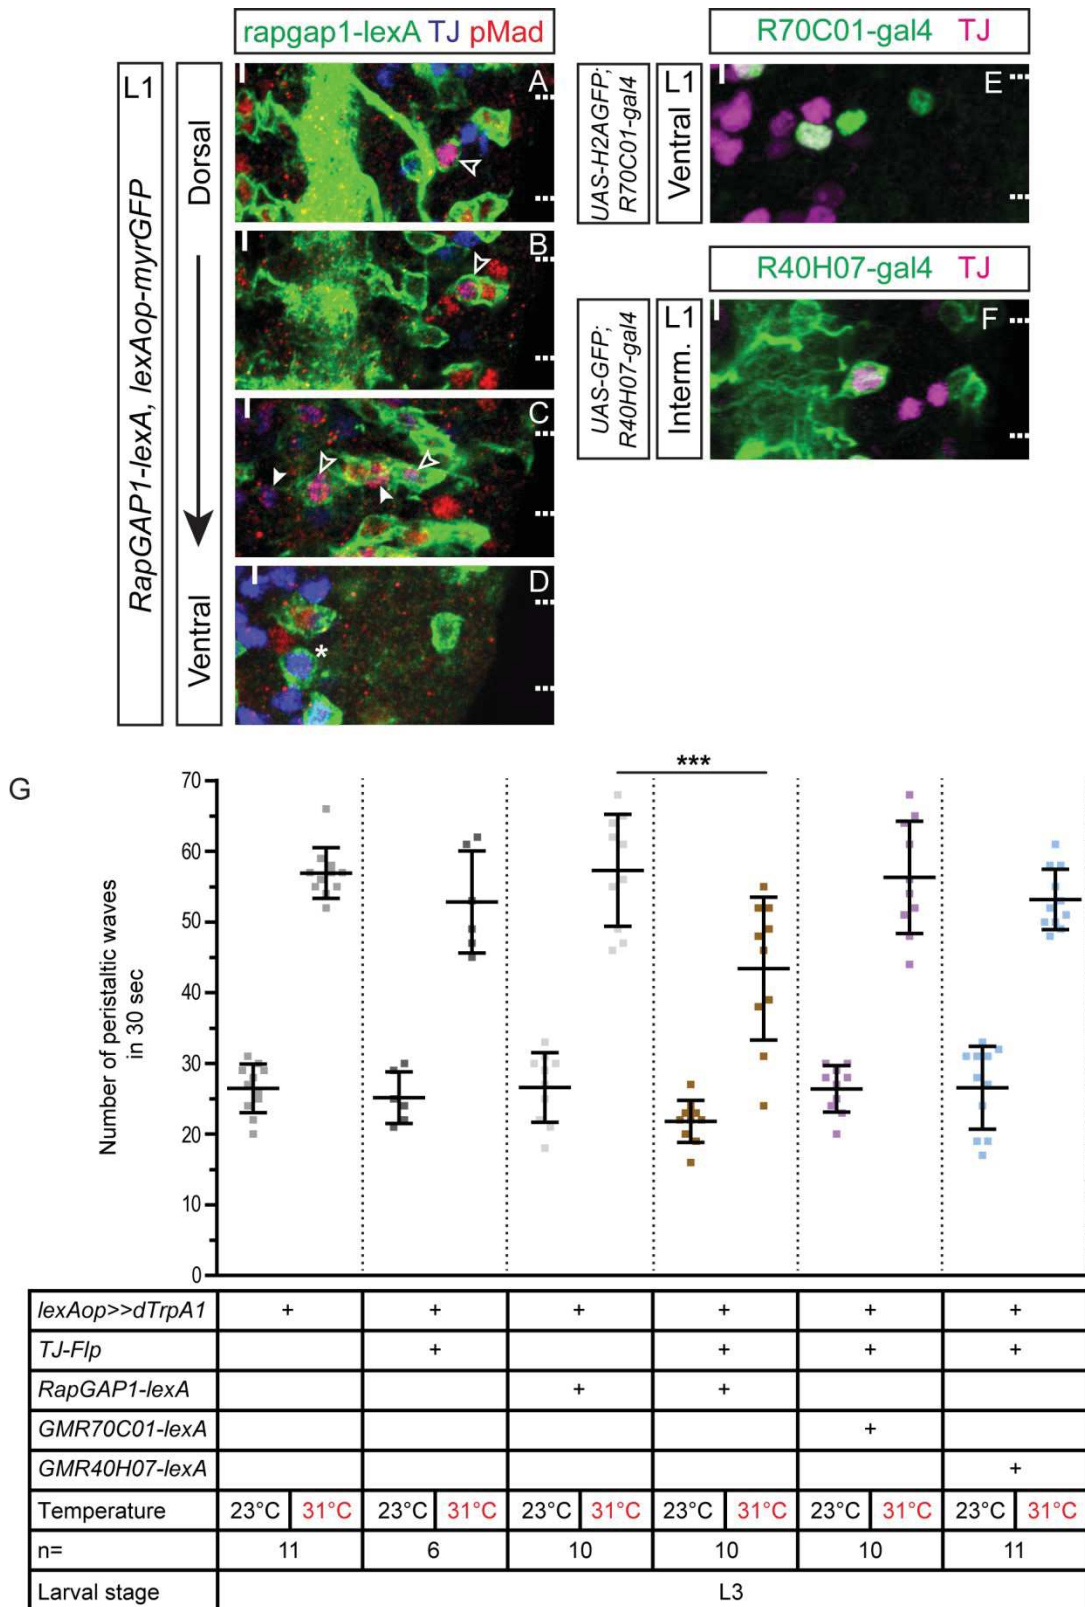 rapgap1-lexA TJ pMad
L1
RapGAP1-lexA, lexAop-myrGFP
Dorsal
Ventral
A
B
C
D
*
R70C01-gal4 TJ
UAS-H2AGFP;
R70C01-gal4
L1
Ventral
E
R40H07-gal4 TJ
UAS-GFP;
R40H07-gal4
L1
Interm.
F
G
***
Number of peristaltic waves
in 30 sec
70
60
50
40
30
20
10
0
lexAop>>dTrpA1 + + + + + +
TJ-Flp + + + +
RapGAP1-lexA + +
GMR70C01-lexA +
GMR40H07-lexA +
Temperature 23°C 31°C 23°C 31°C 23°C 31°C 23°C 31°C 23°C 31°C 23°C 31°C
n= 11 6 10 10 10 11
Larval stage L3